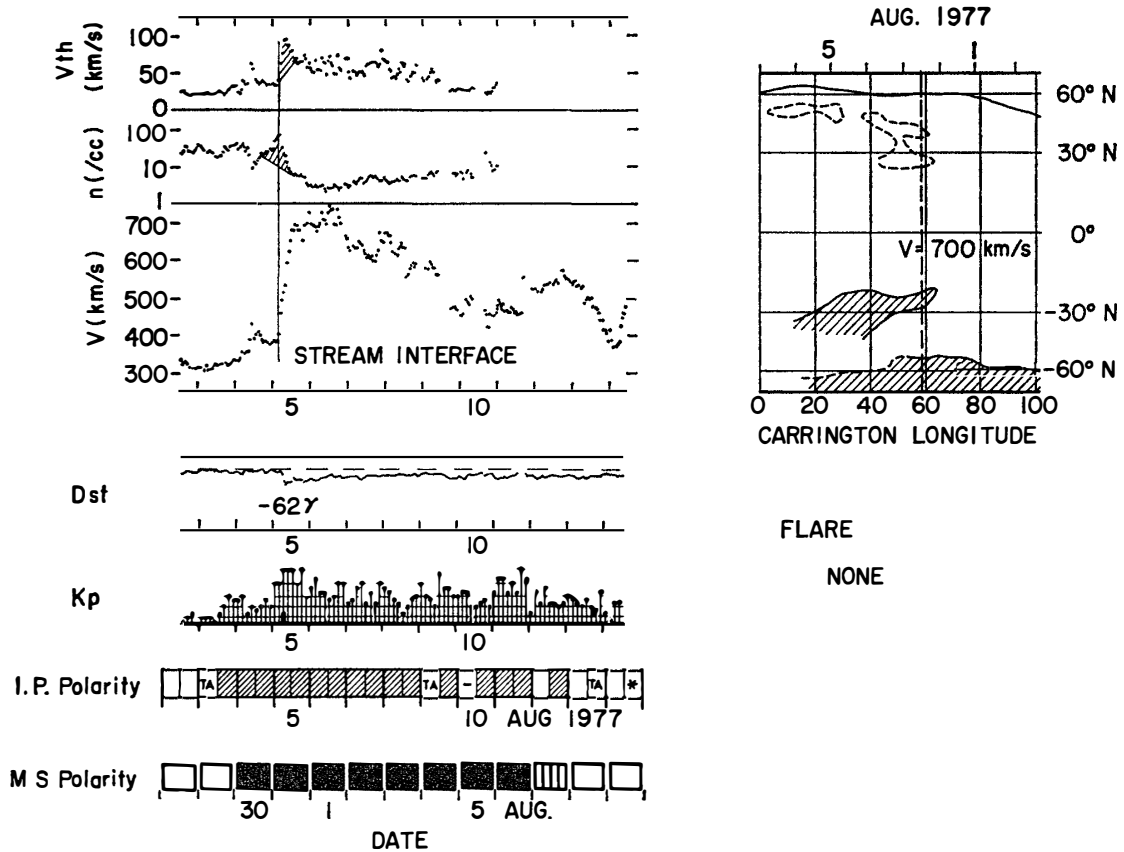 Vth (km/s)
100
50
0
n(/cc)
100
10
1
V(km/s)
700
600
500
400
300
STREAM INTERFACE
5 10
Dst
-62γ
5 10
Kp
5 10
I.P. Polarity
TA TA - TA *
5 10 AUG 1977
M S Polarity
30 1 5 AUG.
DATE
AUG. 1977
5 1
60° N
30° N
0°
-30° N
-60° N
V= 700 km/s
0 20 40 60 80 100
CARRINGTON LONGITUDE
FLARE
NONE